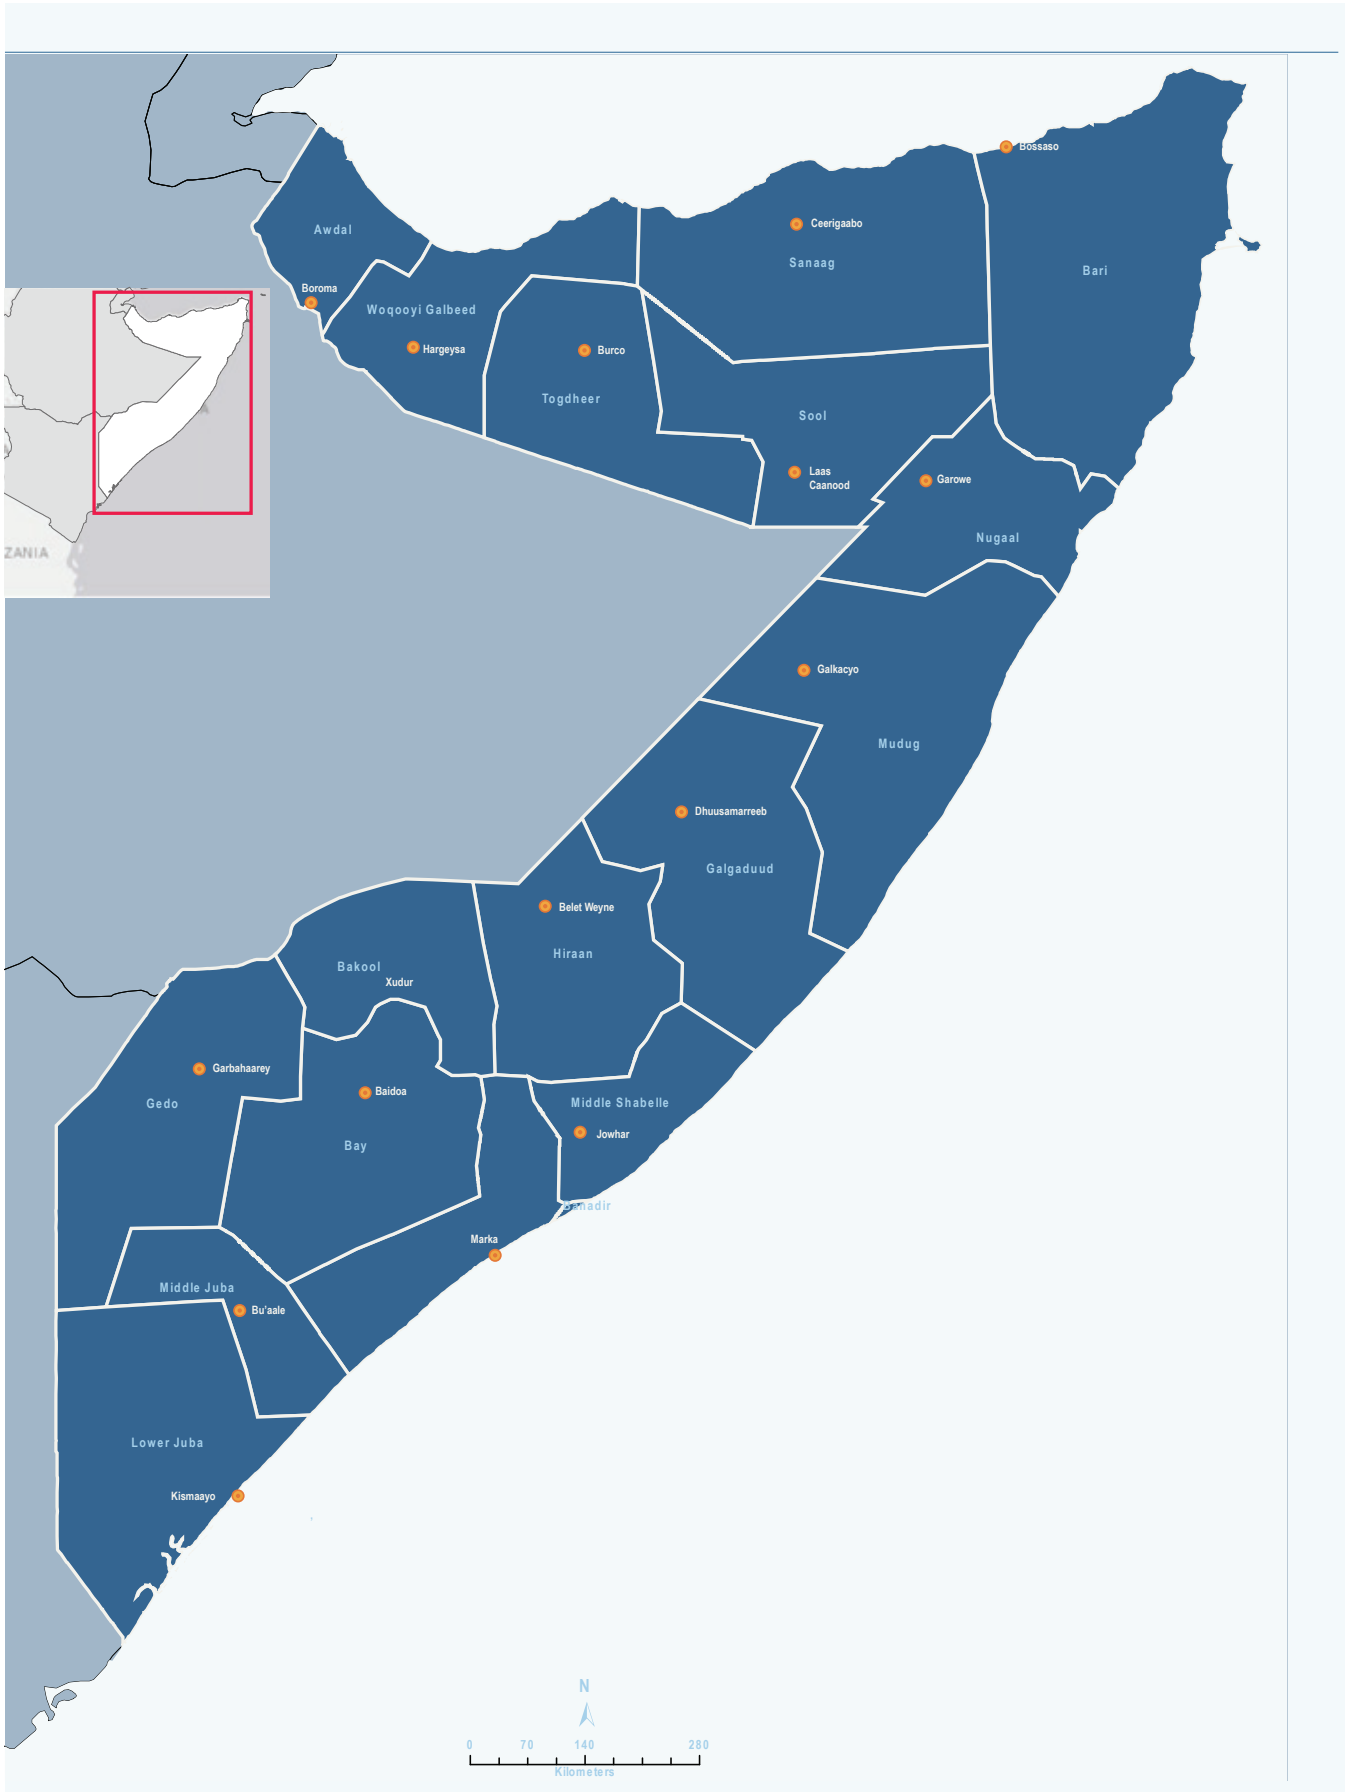 Bossaso
Ceerigaabo
Awdal
Sanaag
Bari
Boroma
Woqooyi Galbeed
Hargeysa
Burco
Togdheer
Sool
Laas
Caanood
Garowe
Nugaal
ZANIA
A
Galkacyo
Mudug
Dhuusamarreeb
Galgaduud
Belet Weyne
Hiraan
Bakool
Xudur
Garbahaarey
Baidoa
Gedo
Middle Shabelle
Jowhar
Bay
Banadir
Marka
Middle Juba
Bu'aale
Lower Juba
Kismaayo
N
0 70 140 280
Kilometers